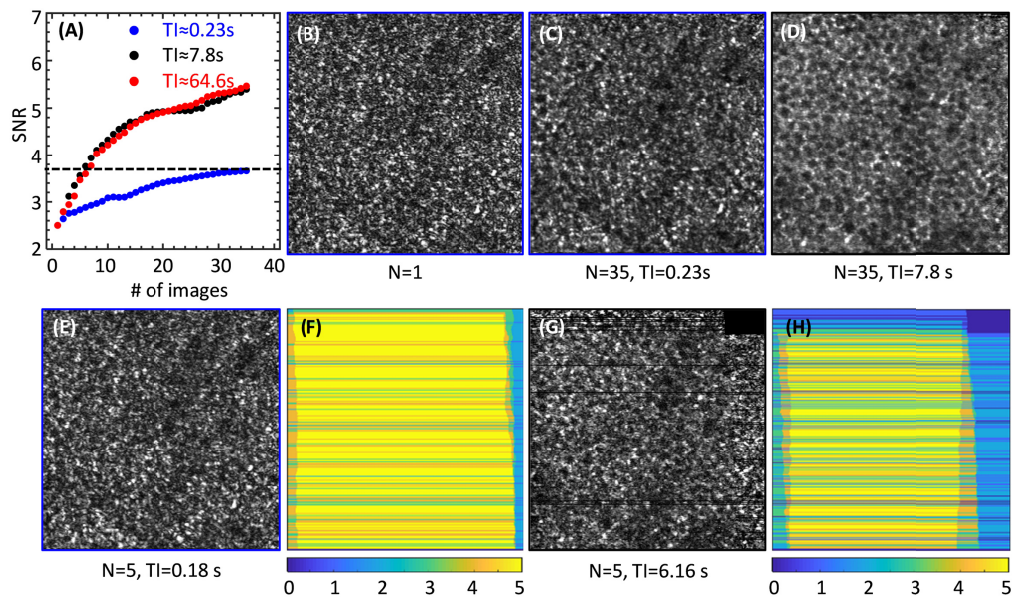 7
(A)
TI≈0.23s
6
TI≈7.8s
TI≈64.6s
5
SNR
4
3
2
0 10 20 30 40
# of images
(B)
N=1
(C)
N=35, TI=0.23s
(D)
N=35, TI=7.8 s
(E)
N=5, TI=0.18 s
(F)
0 1 2 3 4 5
(G)
N=5, TI=6.16 s
(H)
0 1 2 3 4 5